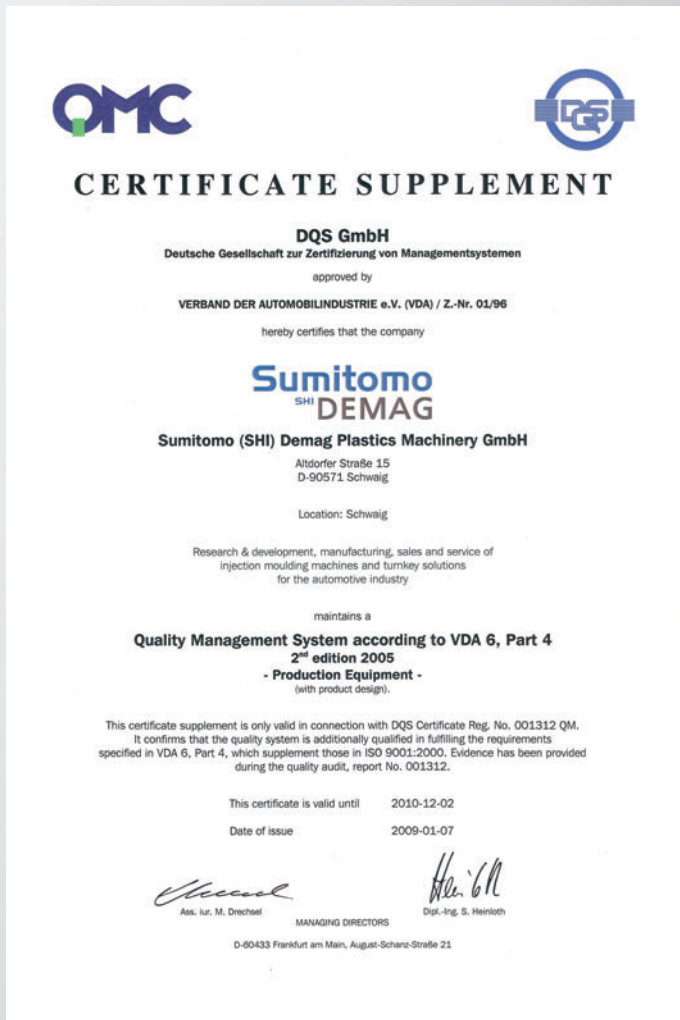 QMC
DQS
CERTIFICATE SUPPLEMENT
DQS GmbH
Deutsche Gesellschaft zur Zertifizierung von Managementsystemen
approved by
VERBAND DER AUTOMOBILINDUSTRIE e.V. (VDA) / Z.-Nr. 01/96
hereby certifies that the company
Sumitomo
SHI DEMAG
Sumitomo (SHI) Demag Plastics Machinery GmbH
Altdorfer Straße 15
D-90571 Schwaig
Location: Schwaig
Research & development, manufacturing, sales and service of
injection moulding machines and turnkey solutions
for the automotive industry
maintains a
Quality Management System according to VDA 6, Part 4
2nd edition 2005
- Production Equipment -
(with product design).
This certificate supplement is only valid in connection with DQS Certificate Reg. No. 001312 QM.
It confirms that the quality system is additionally qualified in fulfilling the requirements
specified in VDA 6, Part 4, which supplement those in ISO 9001:2000. Evidence has been provided
during the quality audit, report No. 001312.
This certificate is valid until 2010-12-02
Date of issue 2009-01-07
Ass. iur. M. Drechsel Dipl.-Ing. S. Heinloth
MANAGING DIRECTORS
D-60433 Frankfurt am Main, August-Schanz-Straße 21